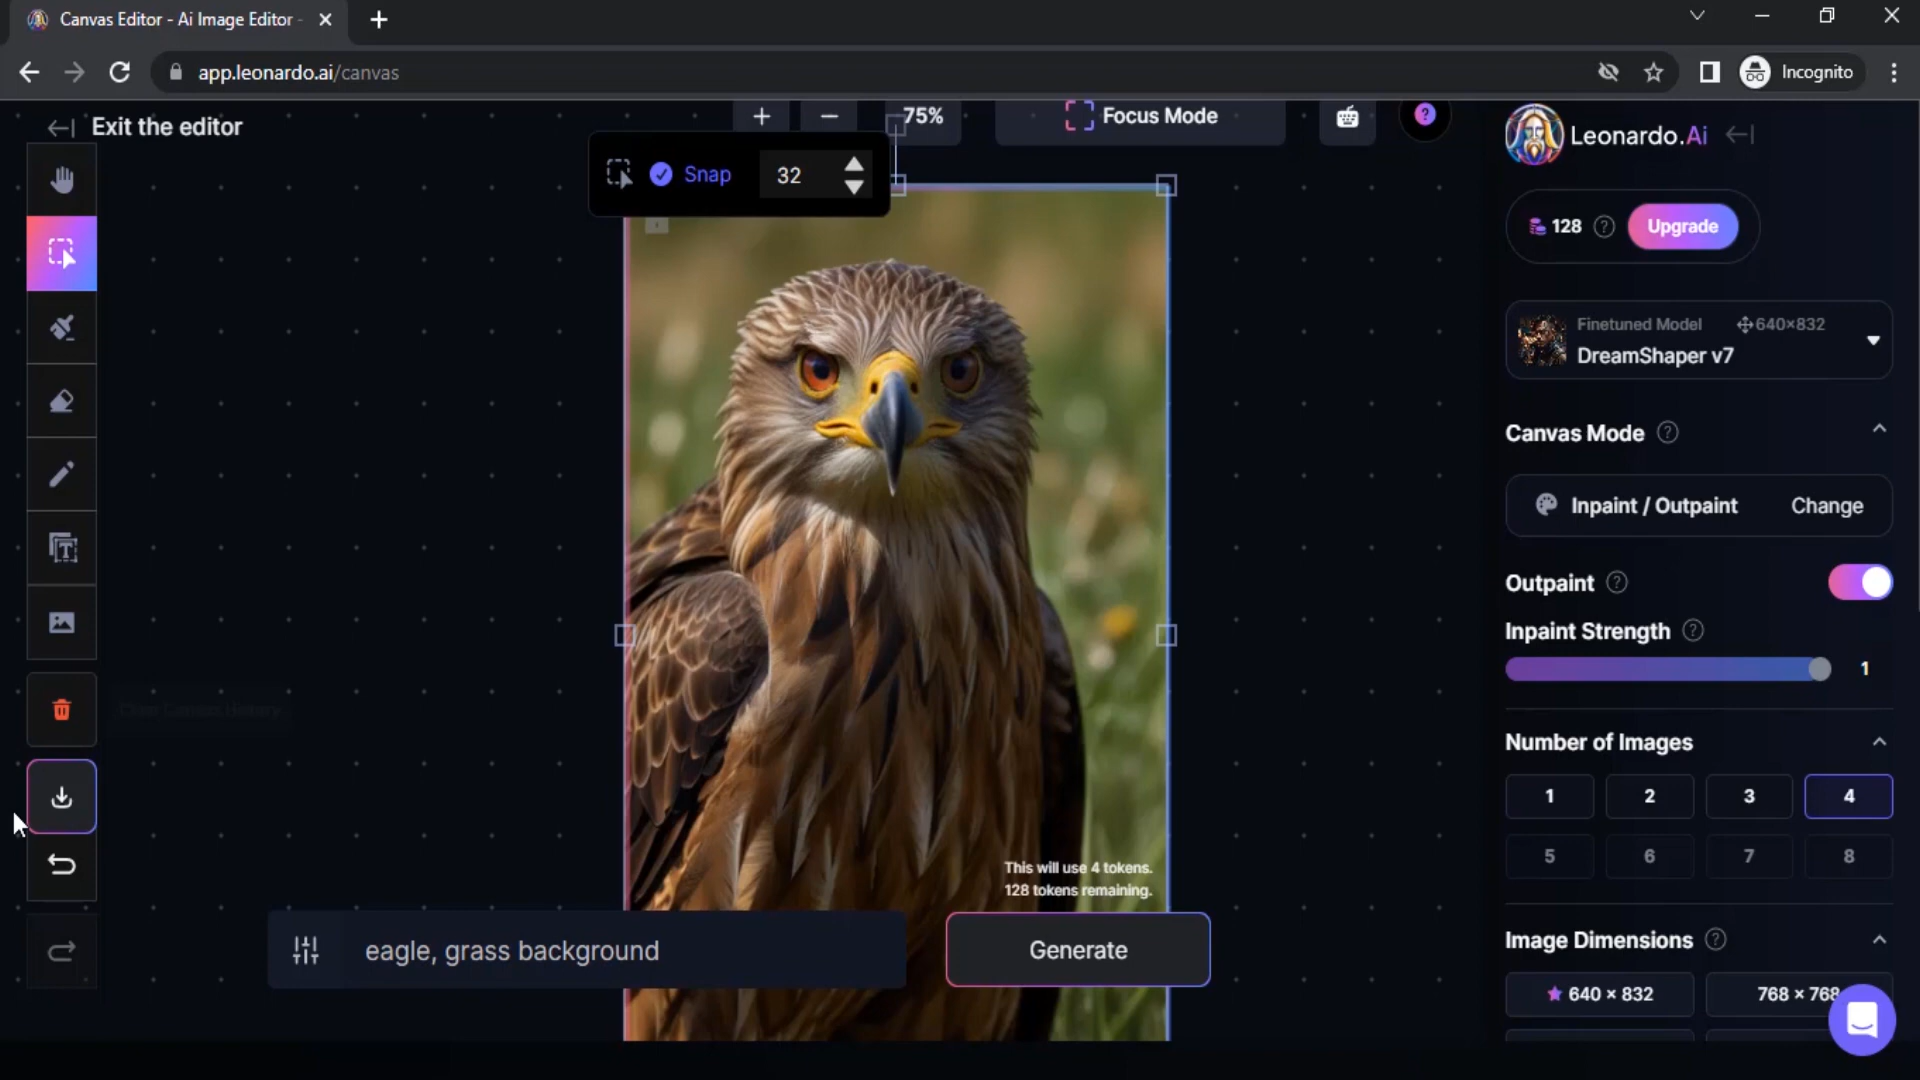 Canvas Editor - Ai Image Editor -
app.leonardo.ai/canvas
Incognito
Exit the editor
75%
Focus Mode
Leonardo.Ai
Snap
32
128
Upgrade
Finetuned Model
640×832
DreamShaper v7
Canvas Mode
Inpaint / Outpaint
Change
Outpaint
Inpaint Strength
1
Clear Canvas History
Number of Images
1
2
3
4
5
6
7
8
This will use 4 tokens.
128 tokens remaining.
eagle, grass background
Generate
Image Dimensions
640 × 832
768 × 768